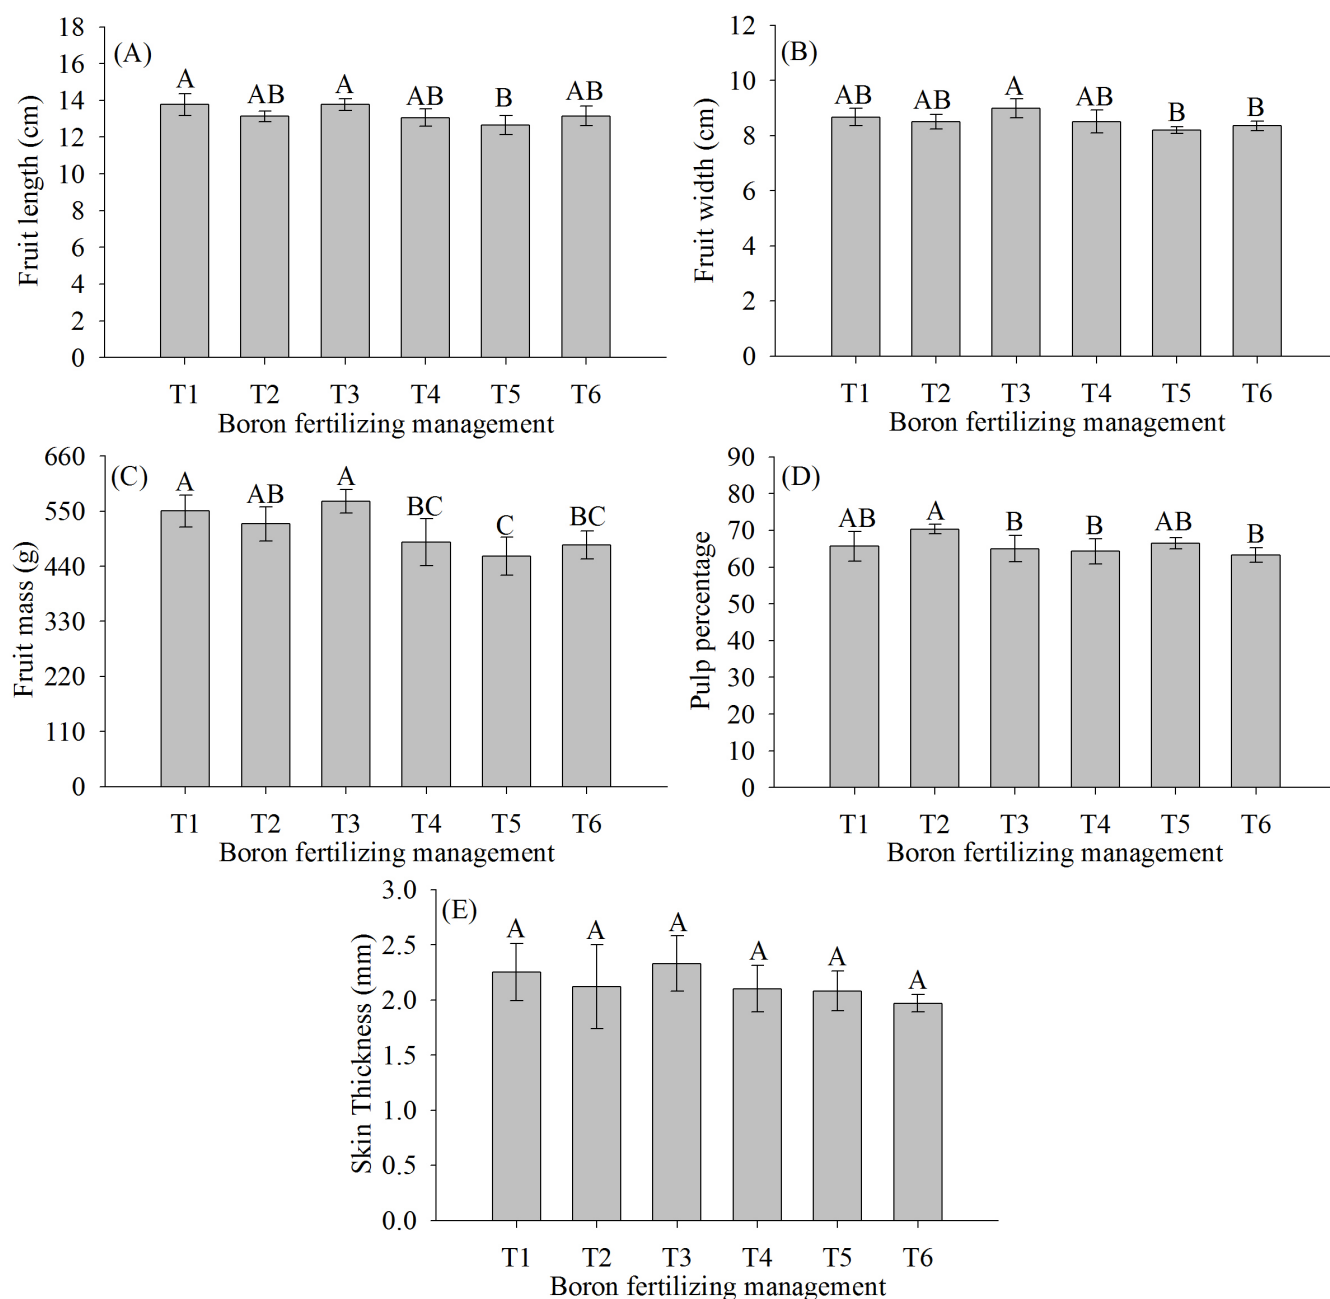 (A)
Fruit length (cm)
18
16
14
12
10
8
6
4
2
0
A AB A AB B AB
T1 T2 T3 T4 T5 T6
Boron fertilizing management
(B)
Fruit width (cm)
12
10
8
6
4
2
0
AB AB A AB B B
T1 T2 T3 T4 T5 T6
Boron fertilizing management
(C)
Fruit mass (g)
660
550
440
330
220
110
0
A AB A BC C BC
T1 T2 T3 T4 T5 T6
Boron fertilizing management
(D)
Pulp percentage
90
80
70
60
50
40
30
20
10
0
AB A B B AB B
T1 T2 T3 T4 T5 T6
Boron fertilizing management
(E)
Skin Thickness (mm)
3.0
2.5
2.0
1.5
1.0
0.5
0.0
A A A A A A
T1 T2 T3 T4 T5 T6
Boron fertilizing management